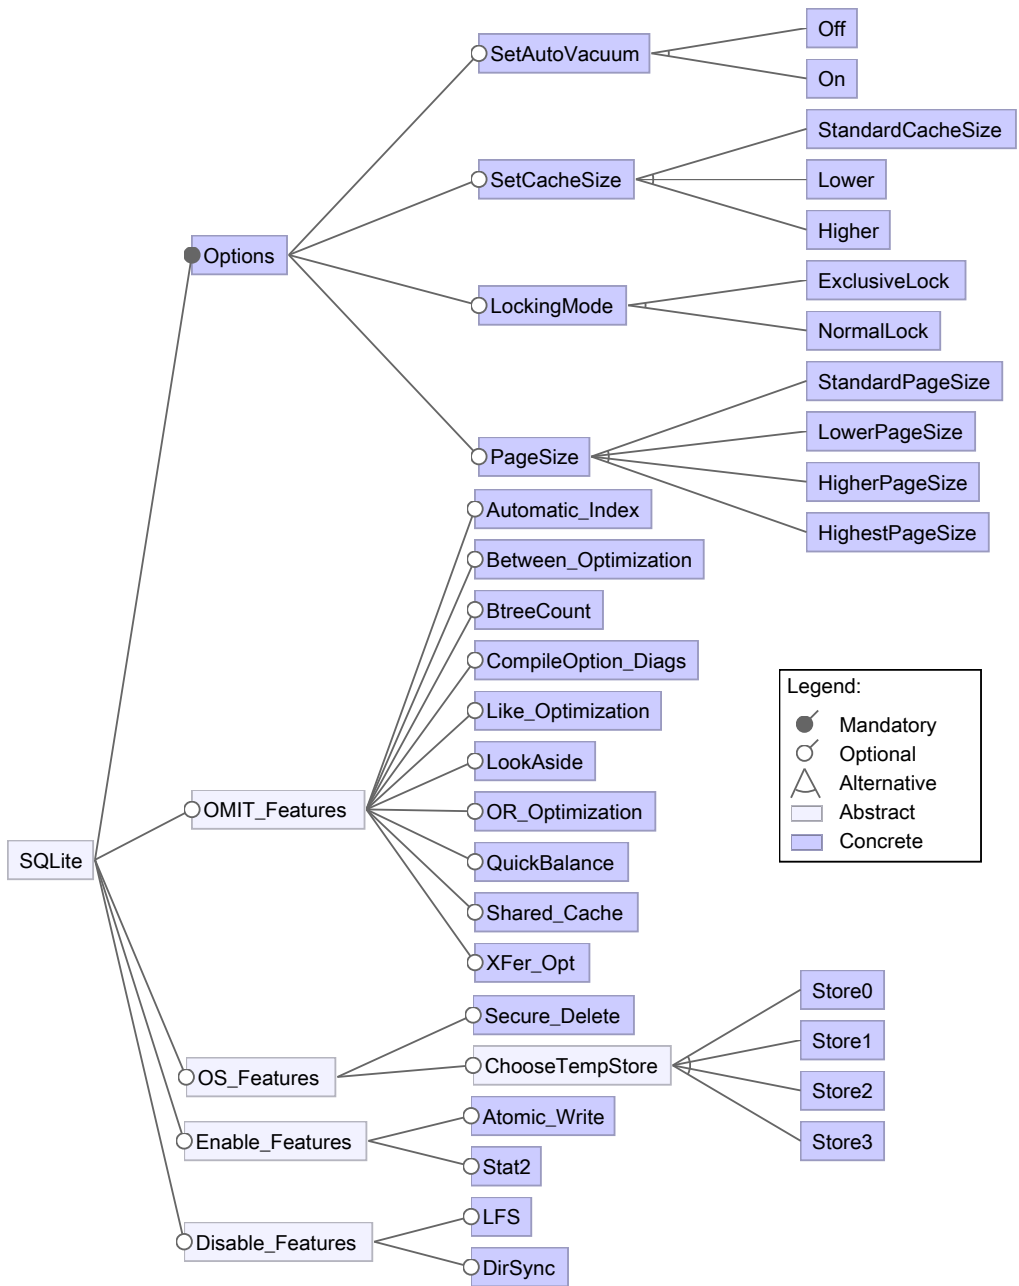 SQLite
Options
SetAutoVacuum
Off
On
SetCacheSize
StandardCacheSize
Lower
Higher
LockingMode
ExclusiveLock
NormalLock
PageSize
StandardPageSize
LowerPageSize
HigherPageSize
HighestPageSize
OMIT_Features
Automatic_Index
Between_Optimization
BtreeCount
CompileOption_Diags
Like_Optimization
LookAside
OR_Optimization
QuickBalance
Shared_Cache
XFer_Opt
OS_Features
Secure_Delete
ChooseTempStore
Store0
Store1
Store2
Store3
Enable_Features
Atomic_Write
Stat2
Disable_Features
LFS
DirSync
Legend:
Mandatory
Optional
Alternative
Abstract
Concrete